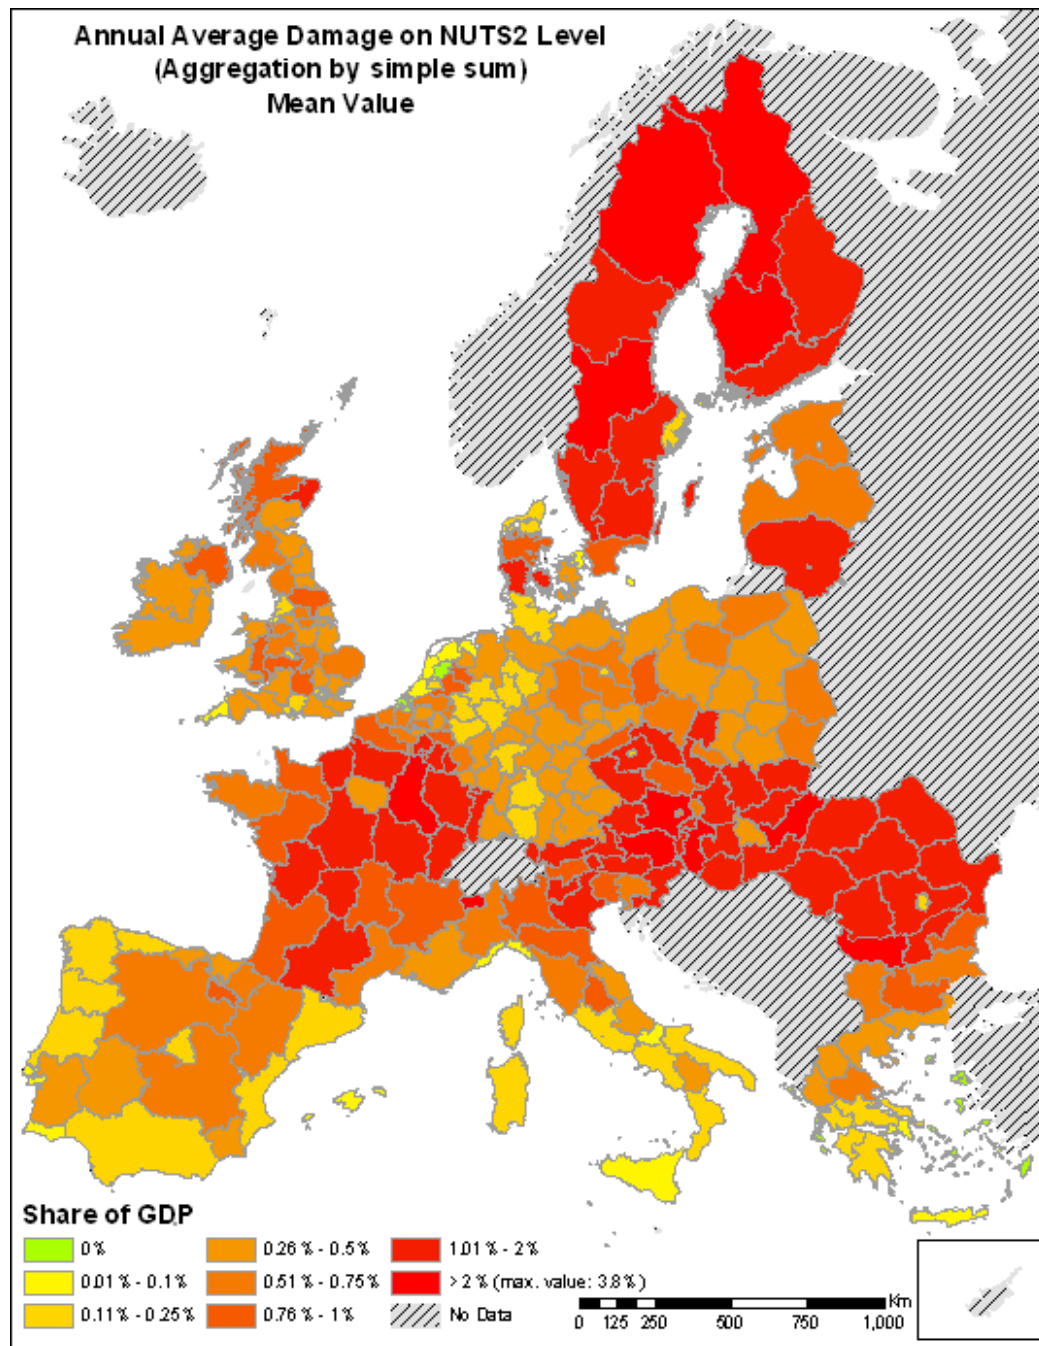 Annual Average Damage on NUTS2 Level
(Aggregation by simple sum)
Mean Value
Share of GDP
0%
0.01% - 0.1%
0.11% - 0.25%
0.26% - 0.5%
0.51% - 0.75%
0.76% - 1%
1.01% - 2%
> 2% (max. value: 3.8%)
No Data
Km
0 125 250 500 750 1,000